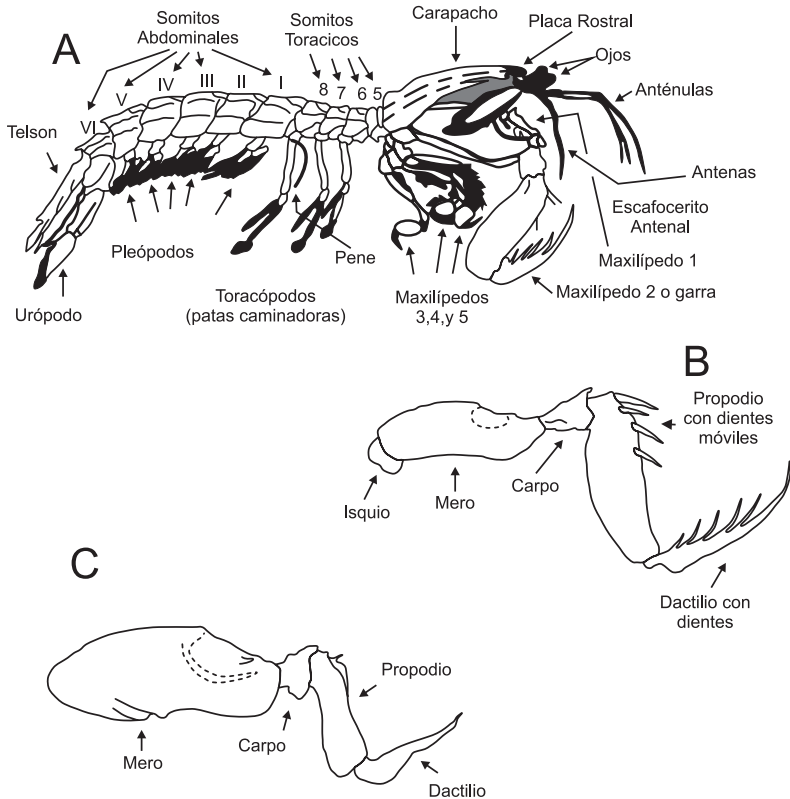 A
Somitos
Abdominales
Somitos
Toracicos
Carapacho
Placa Rostral
Ojos
Anténulas
VI
V
IV
III
II
I
8
7
6
5
Telson
Antenas
Escafocerito
Antenal
Maxilípedo 1
Maxilípedo 2 o garra
Pleópodos
Pene
Urópodo
Toracópodos
(patas caminadoras)
Maxilípedos
3,4,y 5
B
Propodio
con dientes
móviles
Isquio
Mero
Carpo
Dactilio con
dientes
C
Propodio
Mero
Carpo
Dactilio